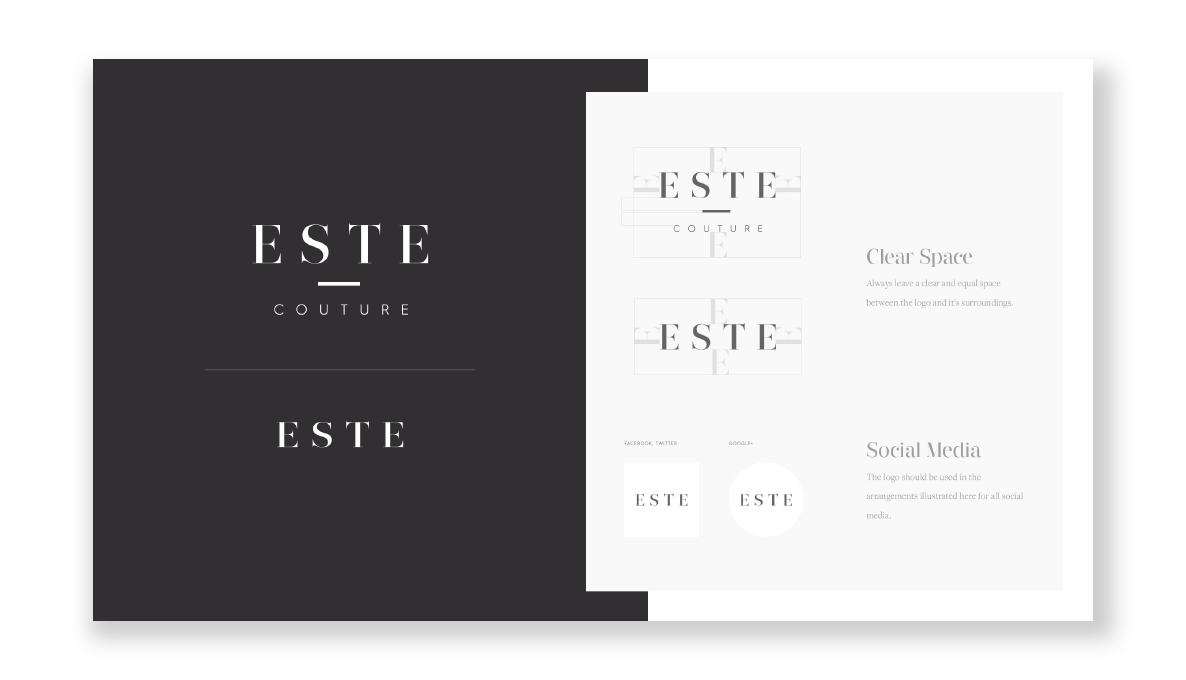 ESTE
COUTURE
ESTE
E
E ESTE E
COUTURE
E
Clear Space
Always leave a clear and equal space
between the logo and it's surroundings.
E
E ESTE E
E
FACEBOOK, TWITTER
GOOGLE+
ESTE
ESTE
Social Media
The logo should be used in the
arrangements illustrated here for all social
media.